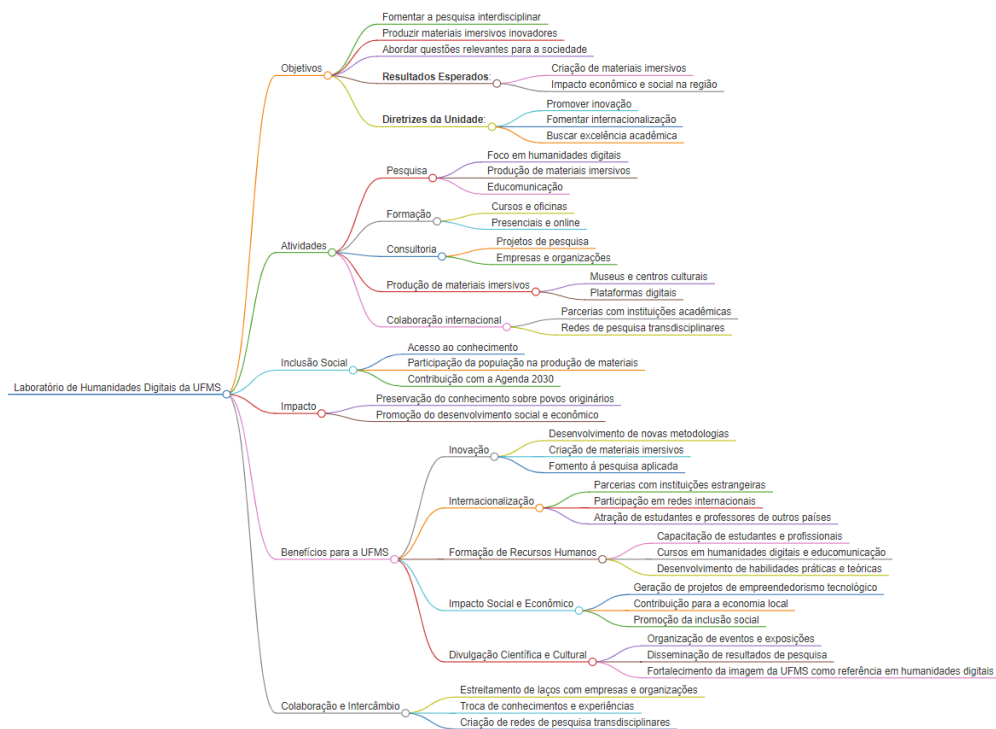 Laboratório de Humanidades Digitais da UFMS
Objetivos
Fomentar a pesquisa interdisciplinar
Produzir materiais imersivos inovadores
Abordar questões relevantes para a sociedade
Resultados Esperados:
Criação de materiais imersivos
Impacto econômico e social na região
Diretrizes da Unidade:
Promover inovação
Fomentar internacionalização
Buscar excelência acadêmica
Atividades
Pesquisa
Foco em humanidades digitais
Produção de materiais imersivos
Educomunicação
Formação
Cursos e oficinas
Presenciais e online
Consultoria
Projetos de pesquisa
Empresas e organizações
Produção de materiais imersivos
Museus e centros culturais
Plataformas digitais
Colaboração internacional
Parcerias com instituições acadêmicas
Redes de pesquisa transdisciplinares
Inclusão Social
Acesso ao conhecimento
Participação da população na produção de materiais
Contribuição com a Agenda 2030
Impacto
Preservação do conhecimento sobre povos originários
Promoção do desenvolvimento social e econômico
Benefícios para a UFMS
Inovação
Desenvolvimento de novas metodologias
Criação de materiais imersivos
Fomento à pesquisa aplicada
Internacionalização
Parcerias com instituições estrangeiras
Participação em redes internacionais
Atração de estudantes e professores de outros países
Formação de Recursos Humanos
Capacitação de estudantes e profissionais
Cursos em humanidades digitais e educomunicação
Desenvolvimento de habilidades práticas e teóricas
Impacto Social e Econômico
Geração de projetos de empreendedorismo tecnológico
Contribuição para a economia local
Promoção da inclusão social
Divulgação Científica e Cultural
Organização de eventos e exposições
Disseminação de resultados de pesquisa
Fortalecimento da imagem da UFMS como referência em humanidades digitais
Colaboração e Intercâmbio
Estreitamento de laços com empresas e organizações
Troca de conhecimentos e experiências
Criação de redes de pesquisa transdisciplinares